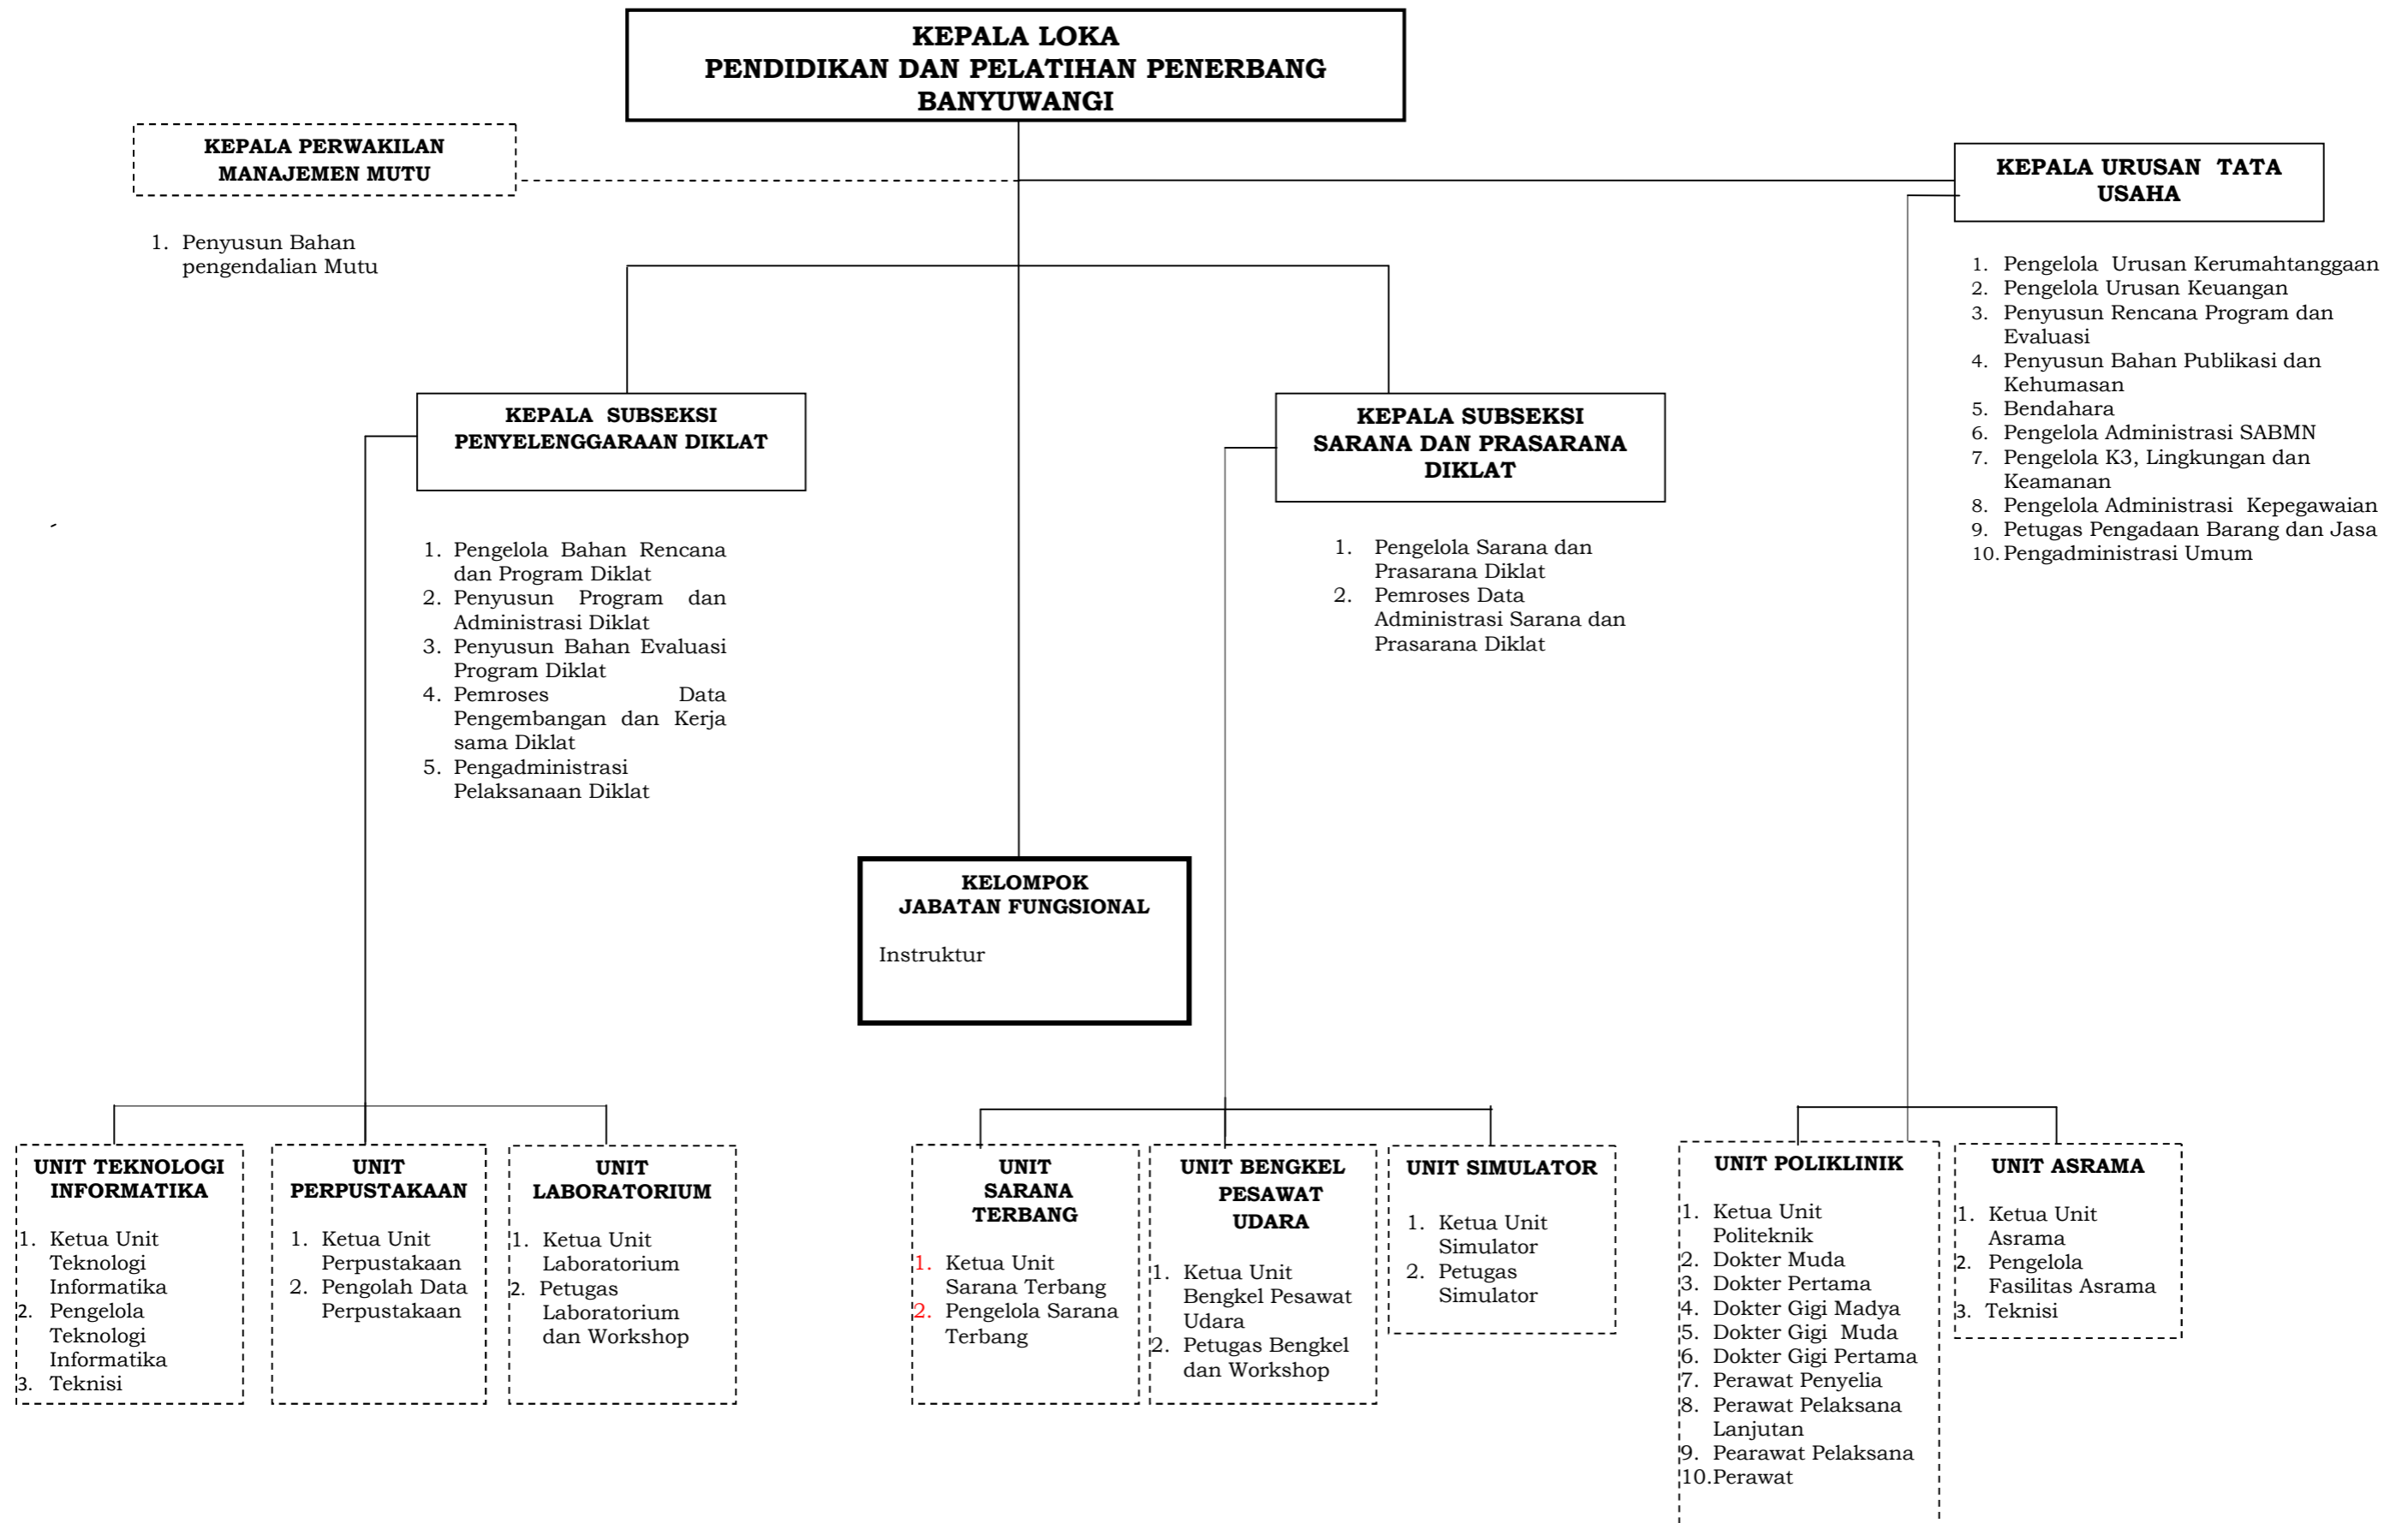 KEPALA LOKA
PENDIDIKAN DAN PELATIHAN PENERBANG
BANYUWANGI
KEPALA PERWAKILAN
MANAJEMEN MUTU
1. Penyusun Bahan
pengendalian Mutu
KEPALA URUSAN TATA
USAHA
1. Pengelola Urusan Kerumahtanggaan
2. Pengelola Urusan Keuangan
3. Penyusun Rencana Program dan
Evaluasi
4. Penyusun Bahan Publikasi dan
Kehumasan
5. Bendahara
6. Pengelola Administrasi SABMN
7. Pengelola K3, Lingkungan dan
Keamanan
8. Pengelola Administrasi Kepegawaian
9. Petugas Pengadaan Barang dan Jasa
10. Pengadministrasi Umum
KEPALA SUBSEKSI
PENYELENGGARAAN DIKLAT
1. Pengelola Bahan Rencana
dan Program Diklat
2. Penyusun Program dan
Administrasi Diklat
3. Penyusun Bahan Evaluasi
Program Diklat
4. Pemroses Data
Pengembangan dan Kerja
sama Diklat
5. Pengadministrasi
Pelaksanaan Diklat
KEPALA SUBSEKSI
SARANA DAN PRASARANA
DIKLAT
1. Pengelola Sarana dan
Prasarana Diklat
2. Pemroses Data
Administrasi Sarana dan
Prasarana Diklat
KELOMPOK
JABATAN FUNGSIONAL
Instruktur
UNIT TEKNOLOGI
INFORMATIKA
1. Ketua Unit
Teknologi
Informatika
2. Pengelola
Teknologi
Informatika
3. Teknisi
UNIT
PERPUSTAKAAN
1. Ketua Unit
Perpustakaan
2. Pengolah Data
Perpustakaan
UNIT
LABORATORIUM
1. Ketua Unit
Laboratorium
2. Petugas
Laboratorium
dan Workshop
UNIT
SARANA
TERBANG
1. Ketua Unit
Sarana Terbang
2. Pengelola Sarana
Terbang
UNIT BENGKEL
PESAWAT
UDARA
1. Ketua Unit
Bengkel Pesawat
Udara
2. Petugas Bengkel
dan Workshop
UNIT SIMULATOR
1. Ketua Unit
Simulator
2. Petugas
Simulator
UNIT POLIKLINIK
1. Ketua Unit
Politeknik
2. Dokter Muda
3. Dokter Pertama
4. Dokter Gigi Madya
5. Dokter Gigi Muda
6. Dokter Gigi Pertama
7. Perawat Penyelia
8. Perawat Pelaksana
Lanjutan
9. Pearawat Pelaksana
10.Perawat
UNIT ASRAMA
1. Ketua Unit
Asrama
2. Pengelola
Fasilitas Asrama
3. Teknisi